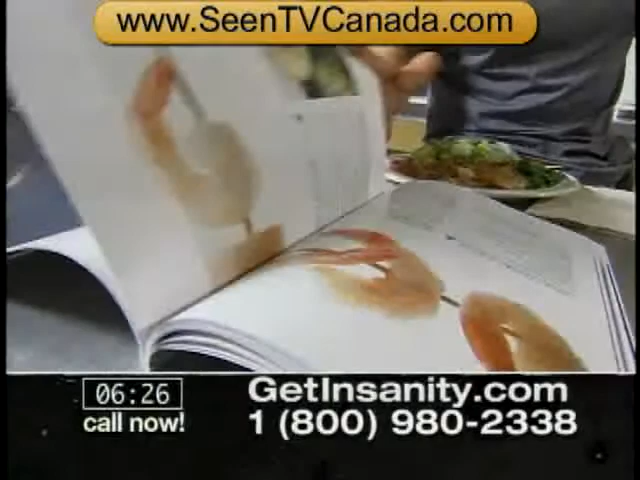 www.SeenTVCanada.com
06:26
call now!
GetInsanity.com
1 (800) 980-2338